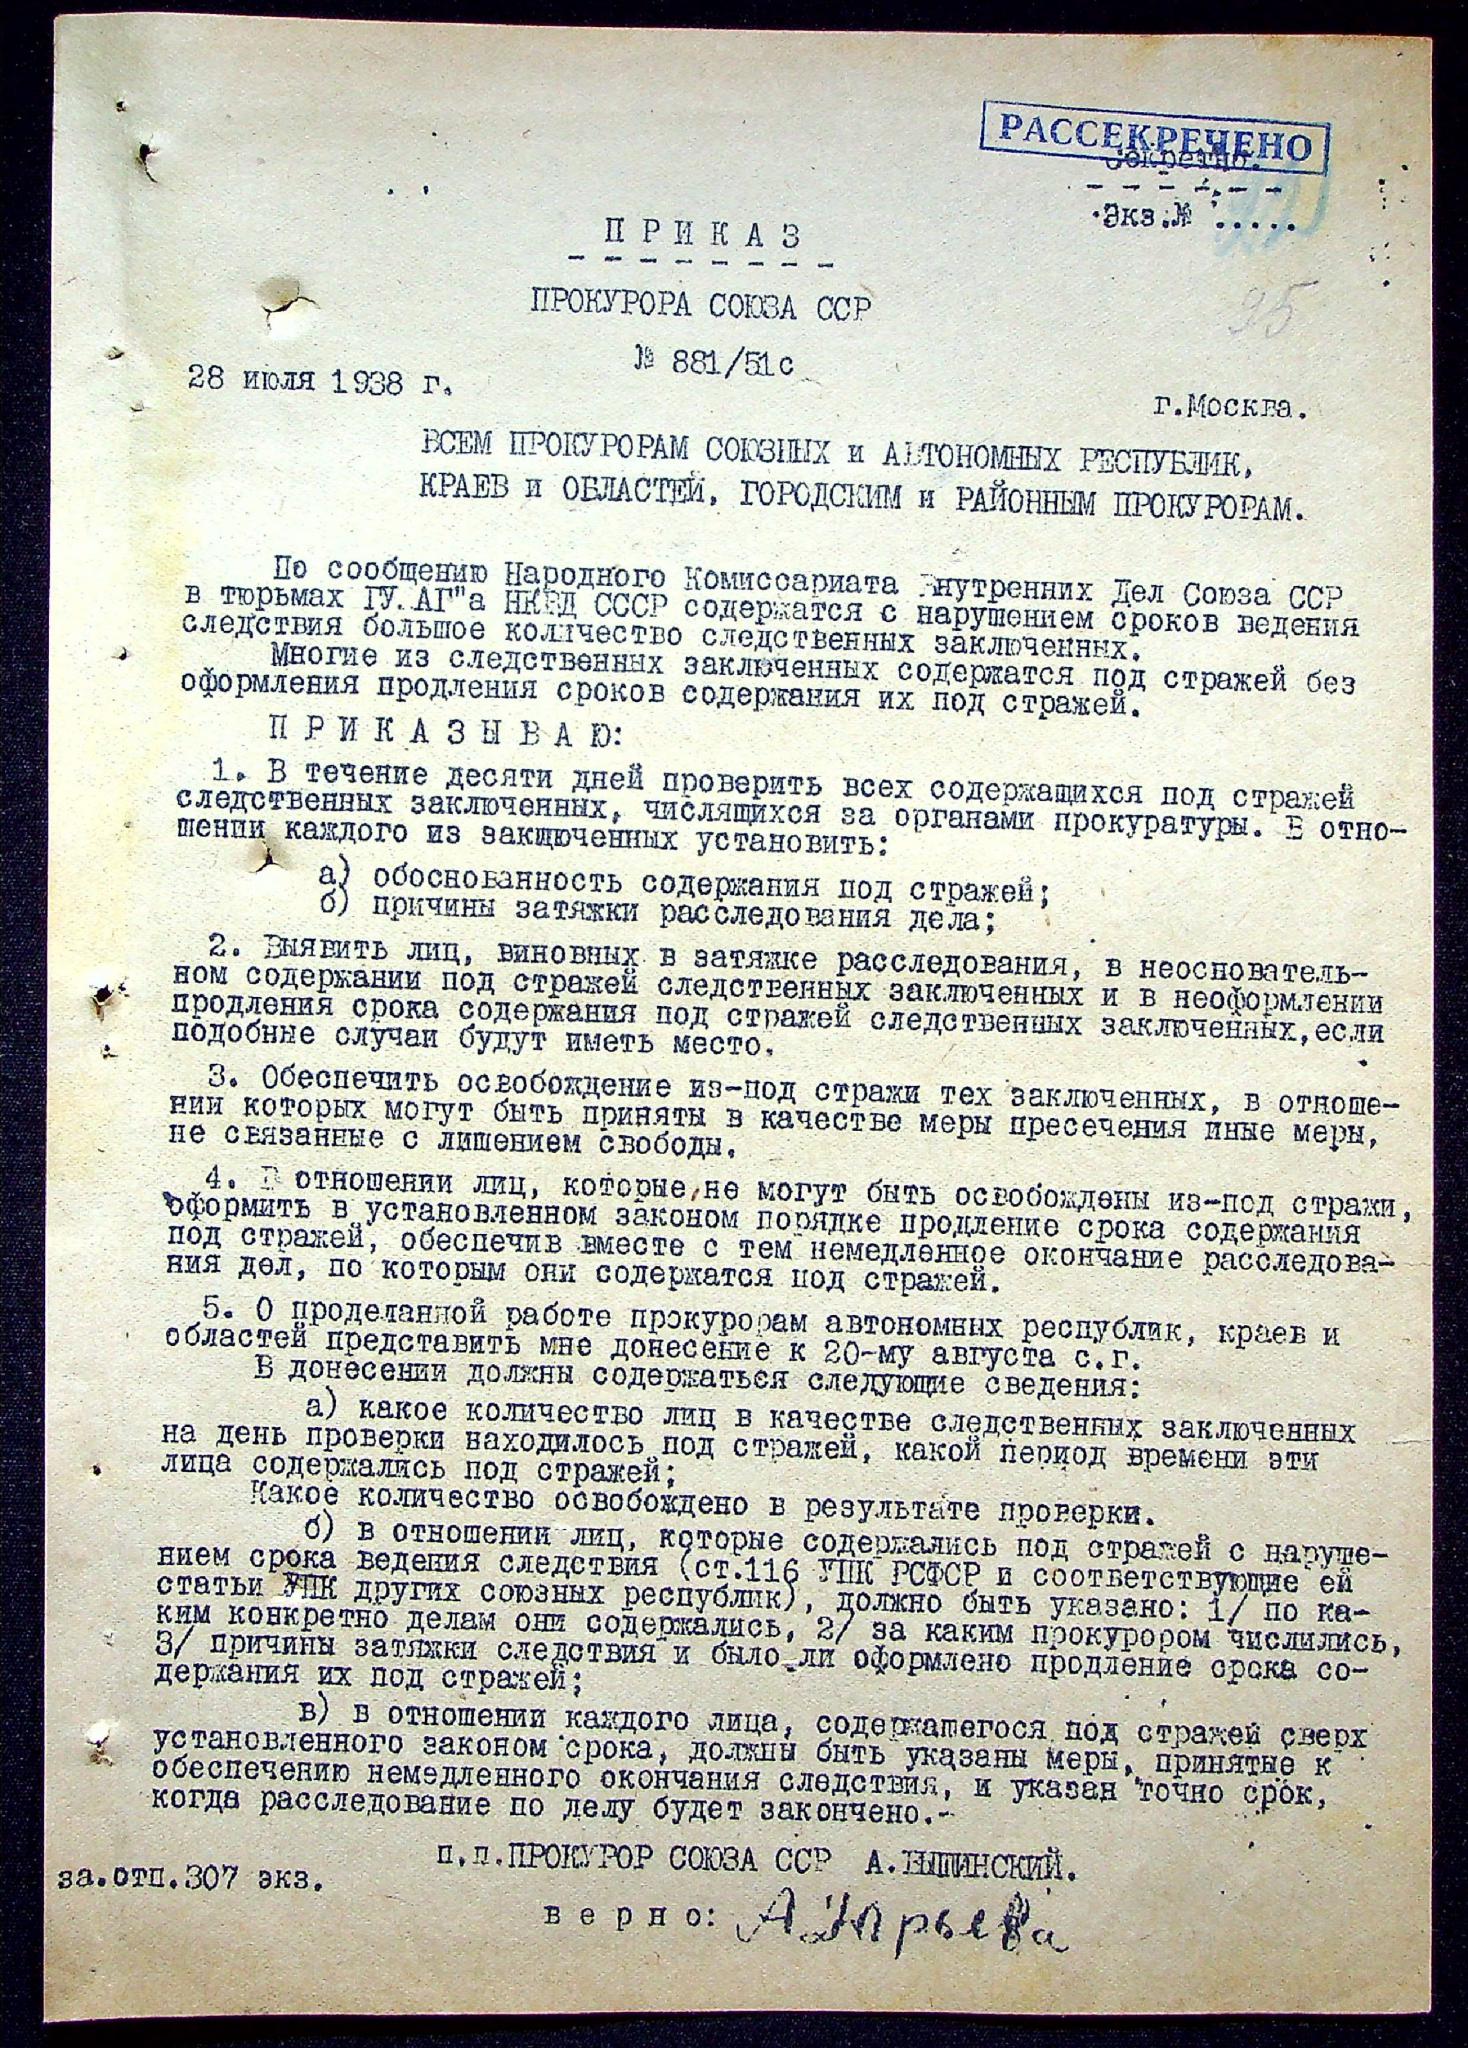 РАССЕКРЕЧЕНО
Секретно.
Экз.№ .....
95
П Р И К А З
ПРОКУРОРА СОЮЗА ССР
№ 881/51с
28 июля 1938 г.
г.Москва.
ВСЕМ ПРОКУРОРАМ СОЮЗНЫХ и АВТОНОМНЫХ РЕСПУБЛИК,
КРАЕВ и ОБЛАСТЕЙ, ГОРОДСКИМ и РАЙОННЫМ ПРОКУРОРАМ.
По сообщению Народного Комиссариата Внутренних Дел Союза ССР
в тюрьмах ГУЛАГ"а НКВД СССР содержатся с нарушением сроков ведения
следствия большое количество следственных заключенных.
Многие из следственных заключенных содержатся под стражей без
оформления продления сроков содержания их под стражей.
П Р И К А З Ы В А Ю:
1. В течение десяти дней проверить всех содержащихся под стражей
следственных заключенных, числящихся за органами прокуратуры. В отно-
шении каждого из заключенных установить:
а) обоснованность содержания под стражей;
б) причины затяжки расследования дела;
2. Выявить лиц, виновных в затяжке расследования, в неосновватель-
ном содержании под стражей следственных заключенных и в неоформлении
продления срока содержания под стражей следственных заключенных, если
подобные случаи будут иметь место.
3. Обеспечить освобождение из-под стражи тех заключенных, в отноше-
нии которых могут быть приняты в качестве меры пресечения иные меры,
не связанные с лишением свободы.
4. В отношении лиц, которые не могут быть освобождены из-под стражи,
оформить в установленном законом порядке продление срока содержания
под стражей, обеспечив вместе с тем немедленное окончание расследова-
ния дел, по которым они содержатся под стражей.
5. О проделанной работе прокурорам автономных республик, краев и
областей представить мне донесение к 20-му августа с.г.
В донесении должны содержаться следующие сведения:
а) какое количество лиц в качестве следственных заключенных
на день проверки находилось под стражей, какой период времени эти
лица содержались под стражей;
Какое количество освобождено в результате проверки.
б) в отношении лиц, которые содержались под стражей с наруше-
нием срока ведения следствия (ст.116 УПК РСФСР и соответствующие ей
статьи УПК других союзных республик), должно быть указано: 1/ по ка-
ким конкретно делам они содержались, 2/ за каким прокурором числились,
3/ причины затяжки следствия и было ли оформлено продление срока со-
держания их под стражей;
в) в отношении каждого лица, содержащегося под стражей сверх
установленного законом срока, должны быть указаны меры, принятые к
обеспечению немедленного окончания следствия, и указан точно срок,
когда расследование по делу будет закончено.-
п.п.ПРОКУРОР СОЮЗА ССР А.ВЫШИНСКИЙ.
за.отп.307 экз.
в е р н о: